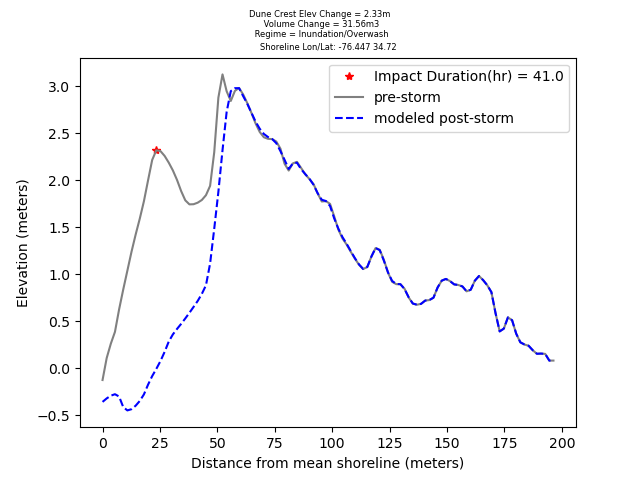 Dune Crest Elev Change = 2.33m
Volume Change = 31.56m3
Regime = Inundation/Overwash
Shoreline Lon/Lat: -76.447 34.72
Impact Duration(hr) = 41.0
pre-storm
modeled post-storm
3.0
2.5
2.0
1.5
1.0
0.5
0.0
−0.5
Elevation (meters)
0 25 50 75 100 125 150 175 200
Distance from mean shoreline (meters)